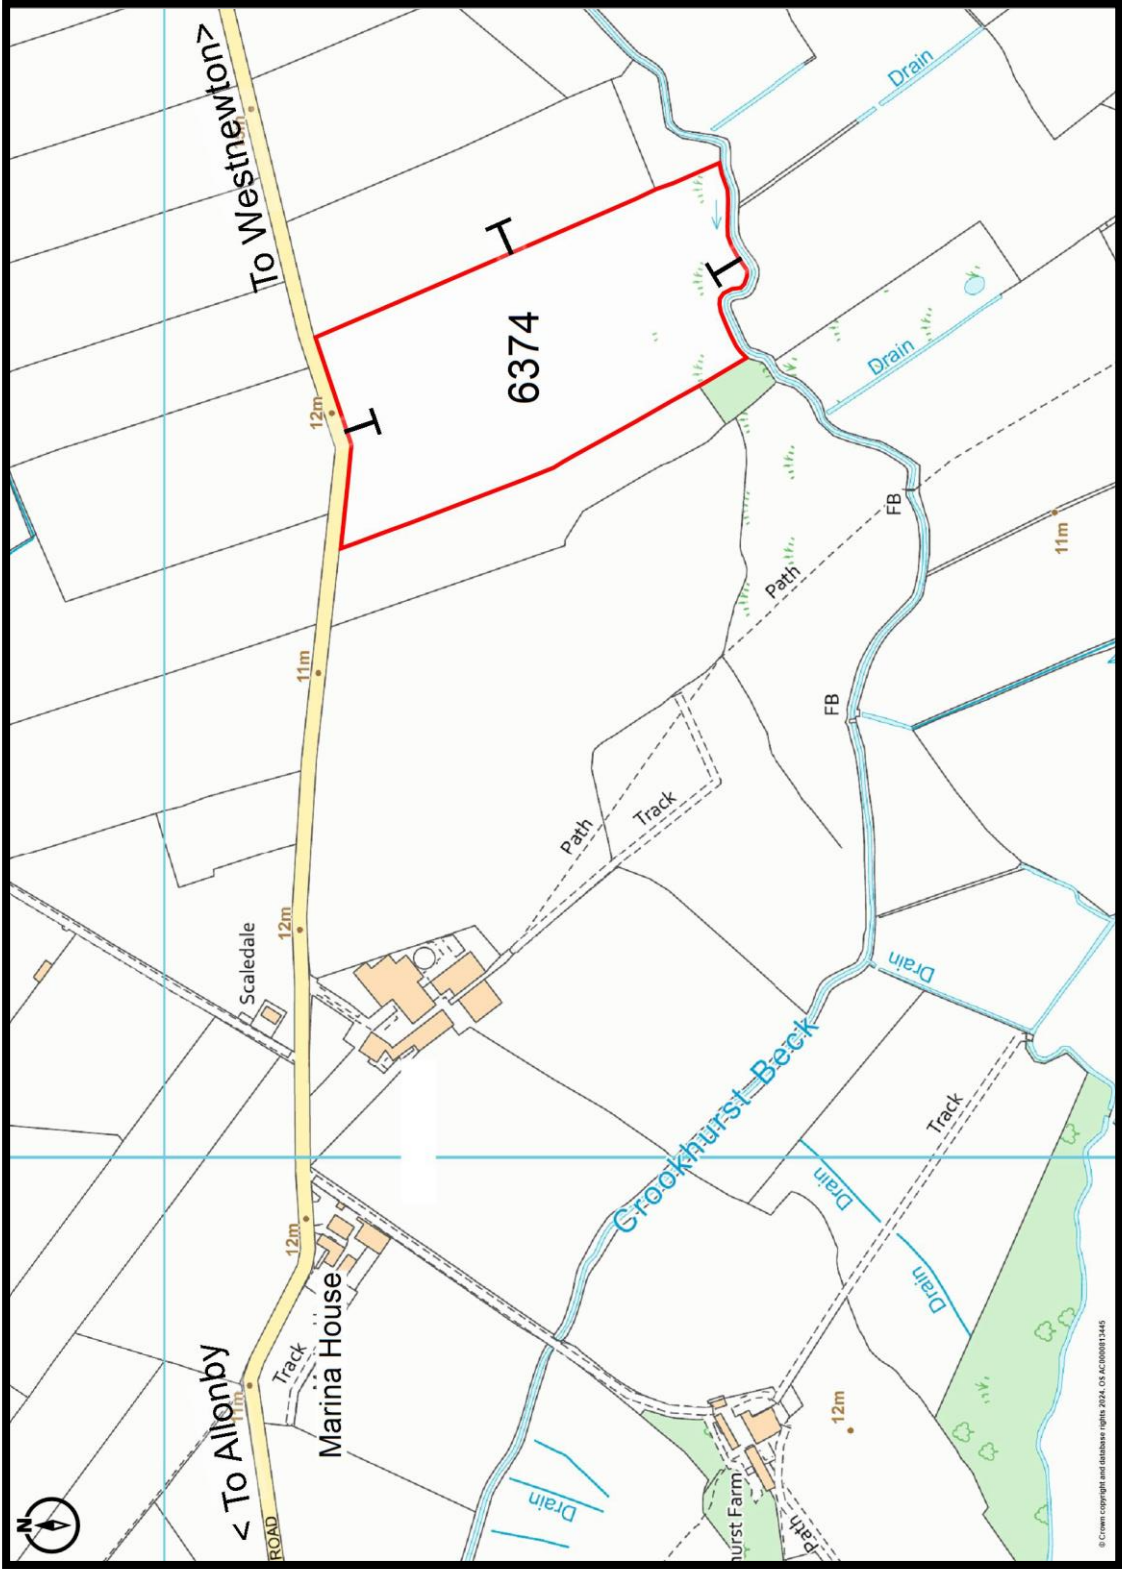 N
< To Allonby
To Westnewton>
11m
Scaledale
ROAD
Track
12m
12m
11m
12m
Marina House
6374
Drain
Path
Track
Crookhurst Beck
hurst Farm
Path
Path
FB
Drain
12m
Drain
FB
Drain
Drain
Drain
Track
11m
© Crown copyright and database rights 2024. OS AC0000813445